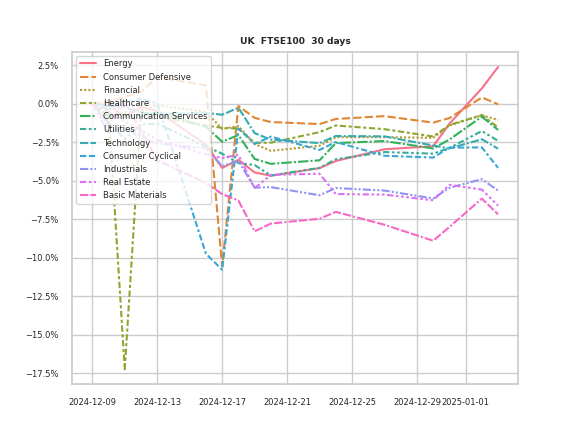 UK FTSE100 30 days
2.5%
0.0%
−2.5%
−5.0%
−7.5%
−10.0%
−12.5%
−15.0%
−17.5%
Energy
Consumer Defensive
Financial
Healthcare
Communication Services
Utilities
Technology
Consumer Cyclical
Industrials
Real Estate
Basic Materials
2024-12-09 2024-12-13 2024-12-17 2024-12-21 2024-12-25 2024-12-29 2025-01-01